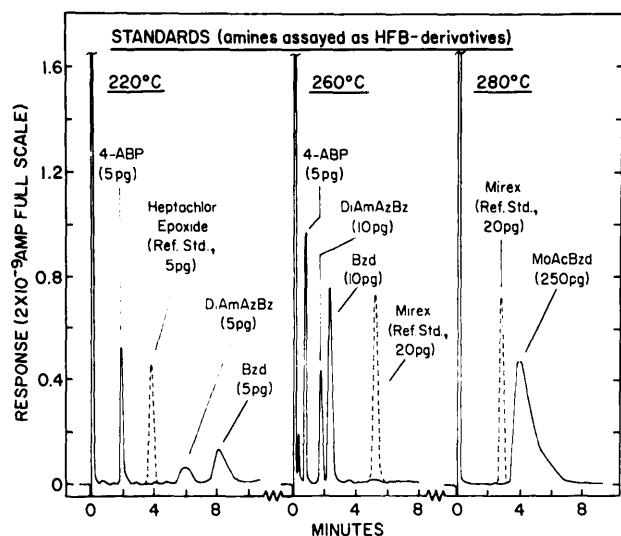 STANDARDS (amines assayed as HFB-derivatives)
220°C
260°C
280°C
RESPONSE (2X10⁻⁹AMP FULL SCALE)
1.6
1.2
0.8
0.4
0
4-ABP
(5pg)
Heptachlor
Epoxide
(Ref. Std.,
5pg)
DiAmAzBz
(5pg)
Bzd
(5pg)
4-ABP
(5pg)
DiAmAzBz
(10pg)
Bzd
(10pg)
Mirex
(Ref. Std.,
20pg)
Mirex
(Ref. Std.,
20pg)
MoAcBzd
(250pg)
0 4 8
0 4 8
0 4 8
MINUTES